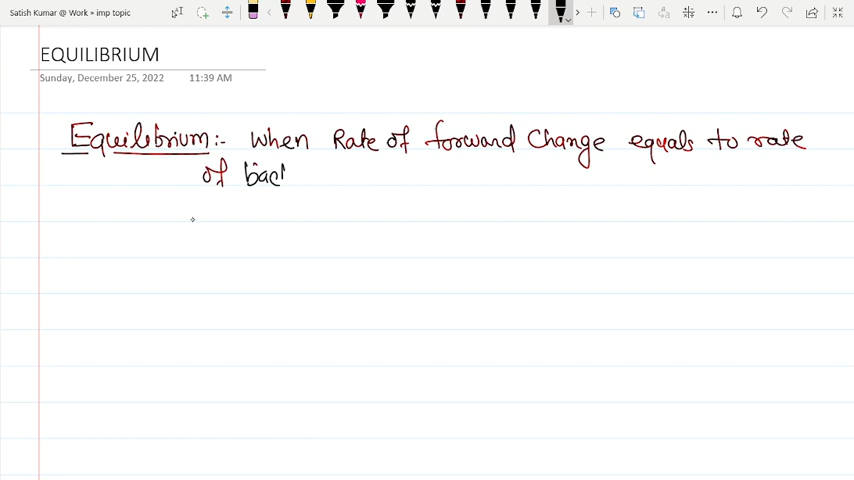 Satish Kumar @ Work » imp topic
EQUILIBRIUM
Sunday, December 25, 2022 11:39 AM
Equilibrium:- When Rate of forward Change equals to rate
of bac